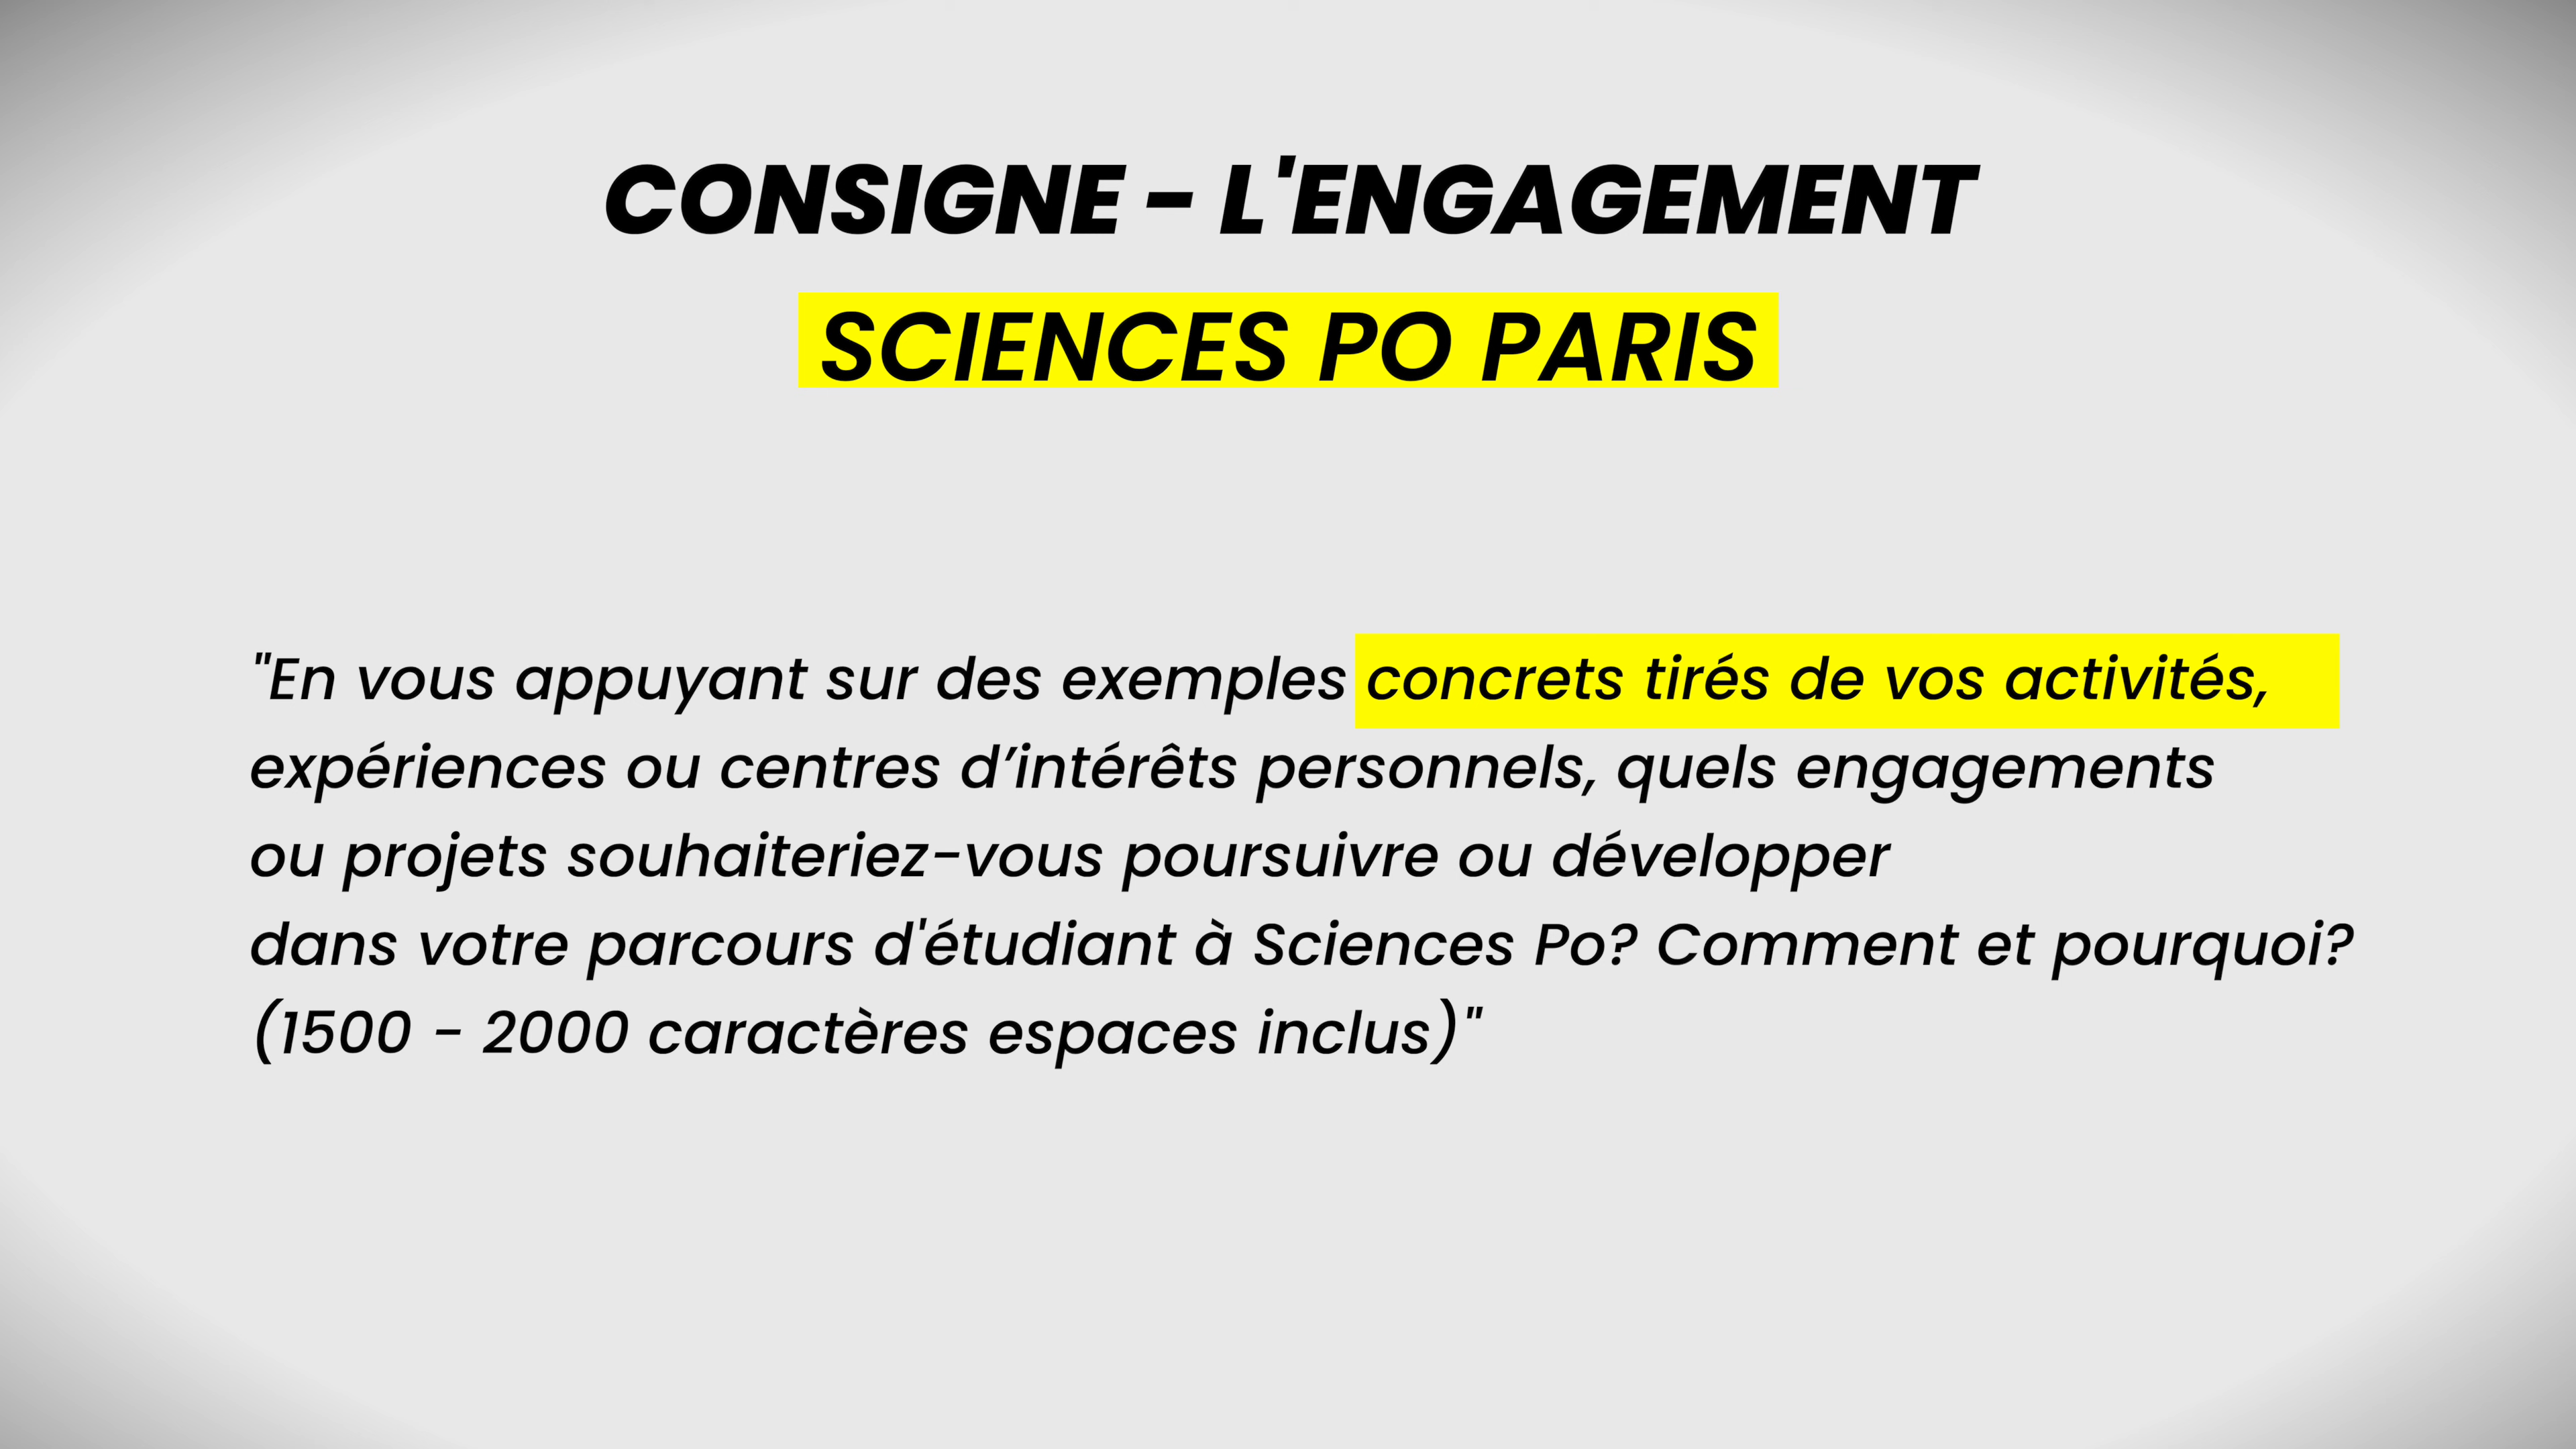 CONSIGNE - L'ENGAGEMENT
SCIENCES PO PARIS
"En vous appuyant sur des exemples concrets tirés de vos activités,
expériences ou centres d’intérêts personnels, quels engagements
ou projets souhaiteriez-vous poursuivre ou développer
dans votre parcours d'étudiant à Sciences Po? Comment et pourquoi?
(1500 - 2000 caractères espaces inclus)"